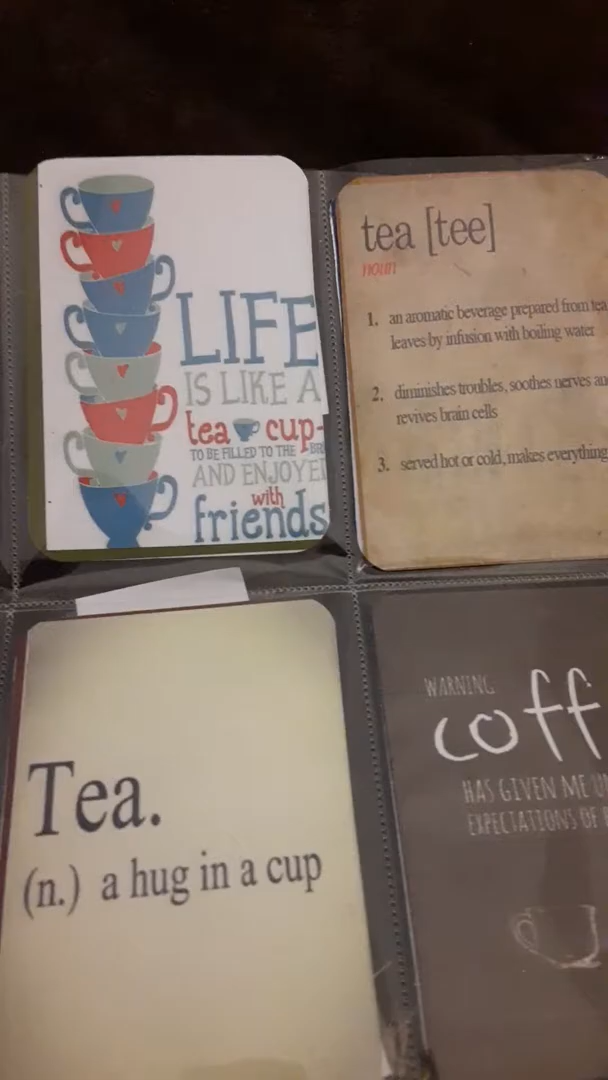 LIFE
IS LIKE A
tea cup-
TO BE FILLED TO THE
AND ENJOYED
with
friends
tea [tee]
noun
1. an aromatic beverage prepared from tea
leaves by infusion with boiling water
2. diminishes troubles, soothes nerves
revives brain cells
3. served hot or cold, makes everything
Tea.
(n.) a hug in a cup
WARNING
coff
HAS GIVEN ME
EXPECTATIONS OF